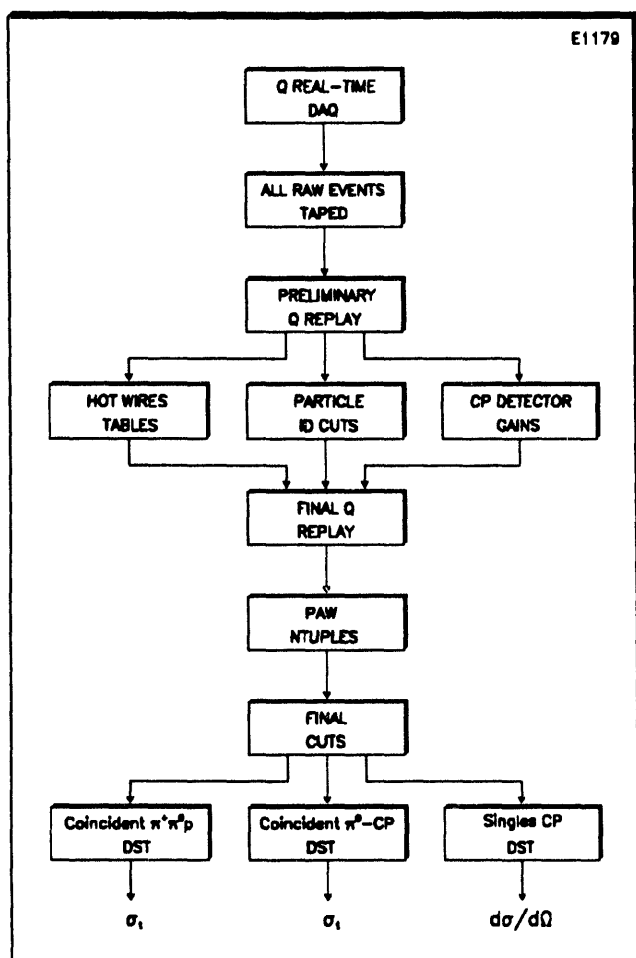 E1179
Q REAL-TIME
DAQ
ALL RAW EVENTS
TAPED
PRELIMINARY
Q REPLAY
HOT WIRES
TABLES
PARTICLE
ID CUTS
CP DETECTOR
GAINS
FINAL Q
REPLAY
PAW
NTUPLES
FINAL
CUTS
Coincident π⁺π⁰p
DST
Coincident π⁰-CP
DST
Singles CP
DST
σₜ
σₜ
dσ/dΩ